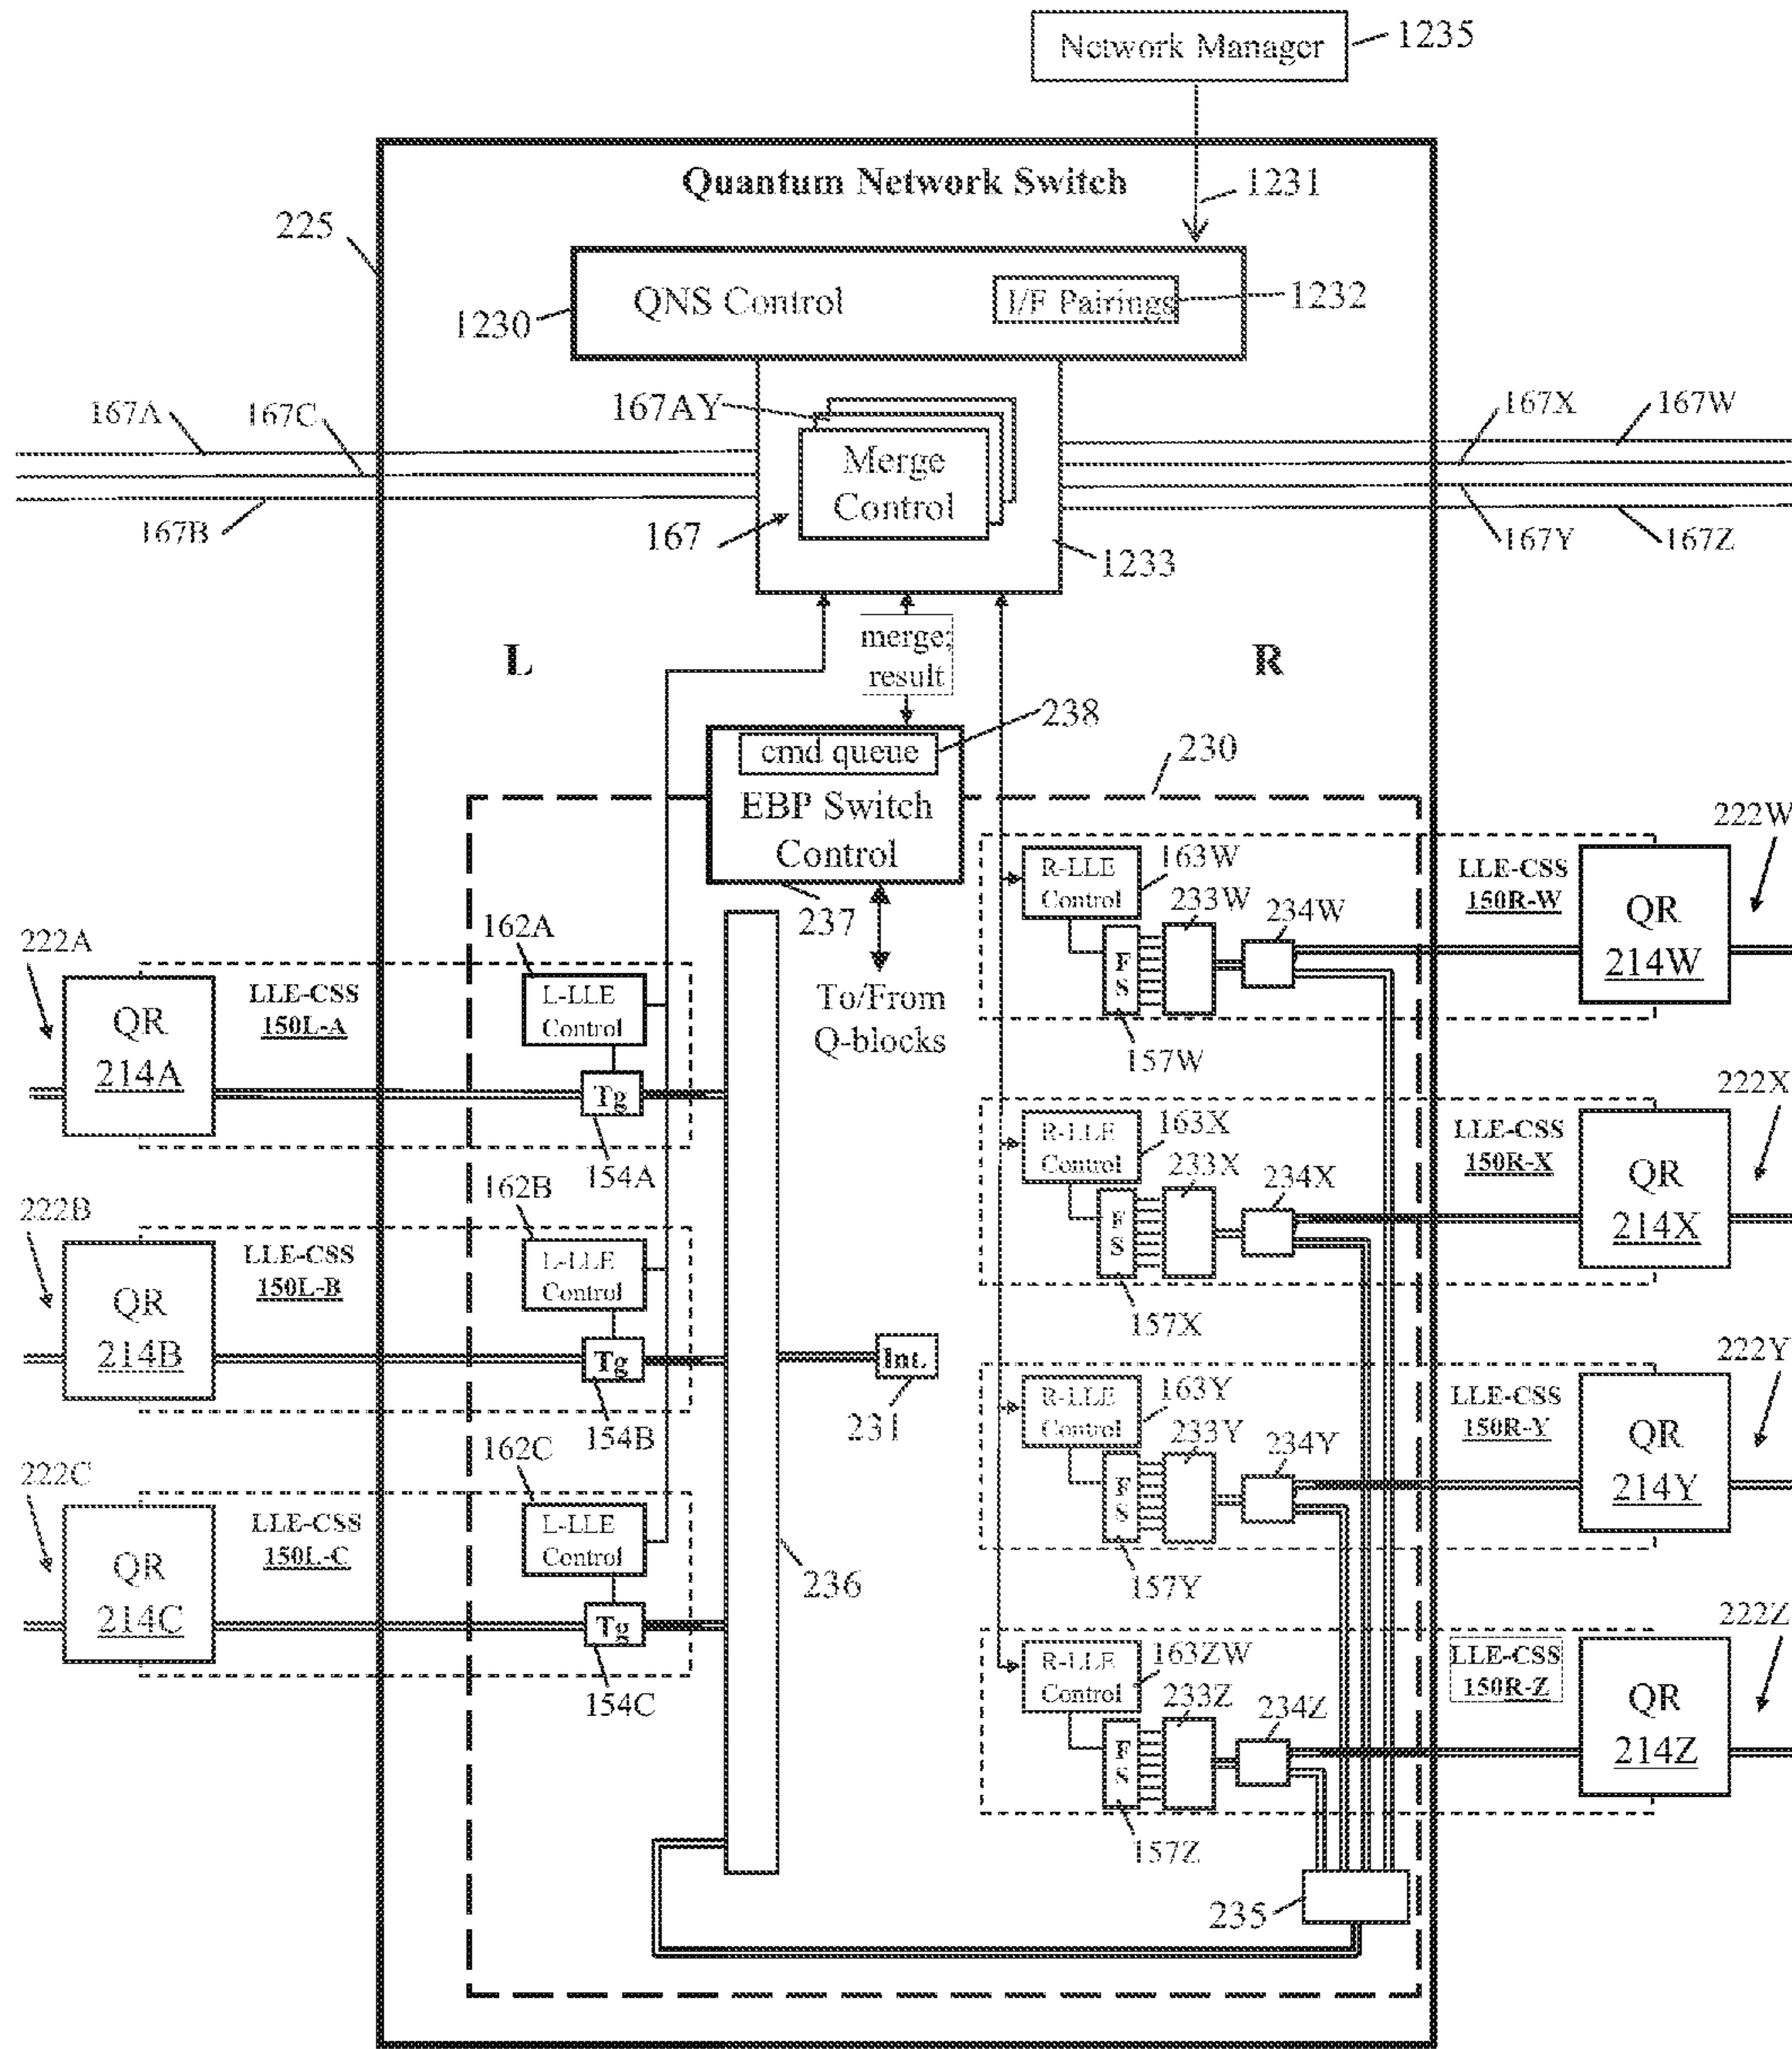 Network Manager
1235
Quantum Network Switch
1231
225
QNS Control
I/F Pairings
1232
1230
167A
167C
167AY
167X
167W
Merge
Control
167B
167
1233
167Y
167Z
L
merge;
result
R
238
cmd queue
EBP Switch
Control
230
237
To/From
Q-blocks
222A
QR
214A
LLE-CSS
150L-A
162A
L-LLE
Control
Tg
154A
222B
QR
214B
LLE-CSS
150L-B
162B
L-LLE
Control
Tg
154B
222C
QR
214C
LLE-CSS
150L-C
162C
L-LLE
Control
Tg
154C
236
Int.
231
R-LLE
Control
163W
233W
234W
F
S
157W
LLE-CSS
150R-W
QR
214W
222W
R-LLE
Control
163X
233X
234X
F
S
157X
LLE-CSS
150R-X
QR
214X
222X
R-LLE
Control
163Y
233Y
234Y
F
S
157Y
LLE-CSS
150R-Y
QR
214Y
222Y
R-LLE
Control
163ZW
233Z
234Z
F
S
157Z
LLE-CSS
150R-Z
QR
214Z
222Z
235